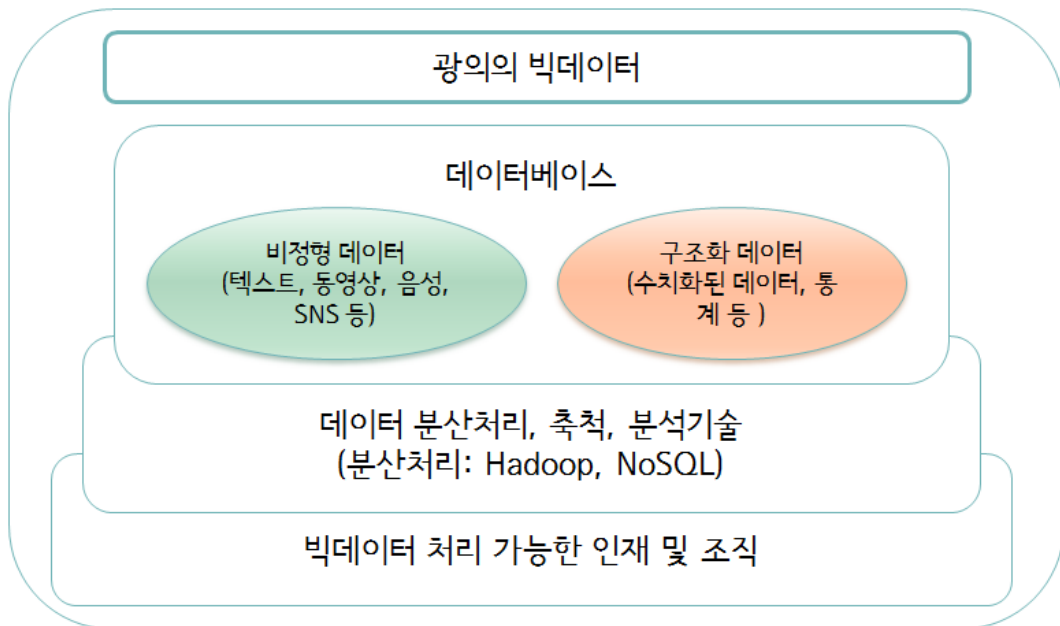 광의의 빅데이터
데이터베이스
비정형 데이터
(텍스트, 동영상, 음성,
SNS 등)
구조화 데이터
(수치화된 데이터, 통
계 등 )
데이터 분산처리, 축척, 분석기술
(분산처리: Hadoop, NoSQL)
빅데이터 처리 가능한 인재 및 조직